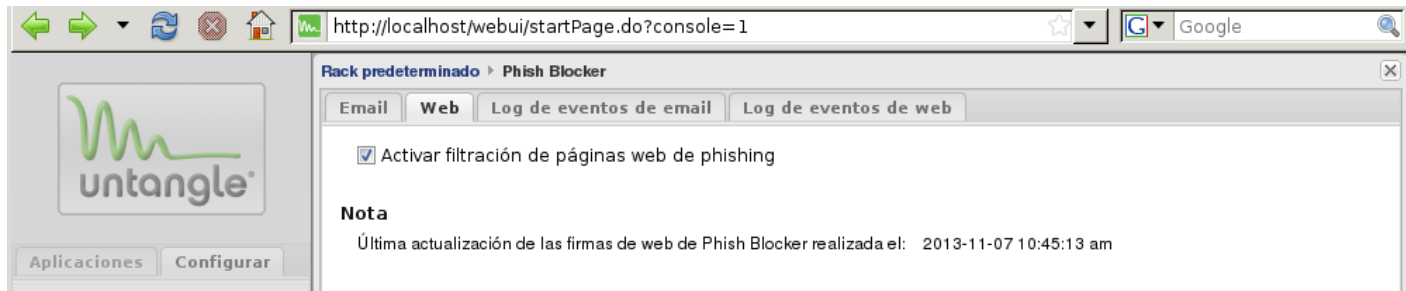 http://localhost/webui/startPage.do?console=1
G Google
untangle
Aplicaciones Configurar
Rack predeterminado Phish Blocker
Email Web Log de eventos de email Log de eventos de web
Activar filtración de páginas web de phishing
Nota
Última actualización de las firmas de web de Phish Blocker realizada el: 2013-11-07 10:45:13 am